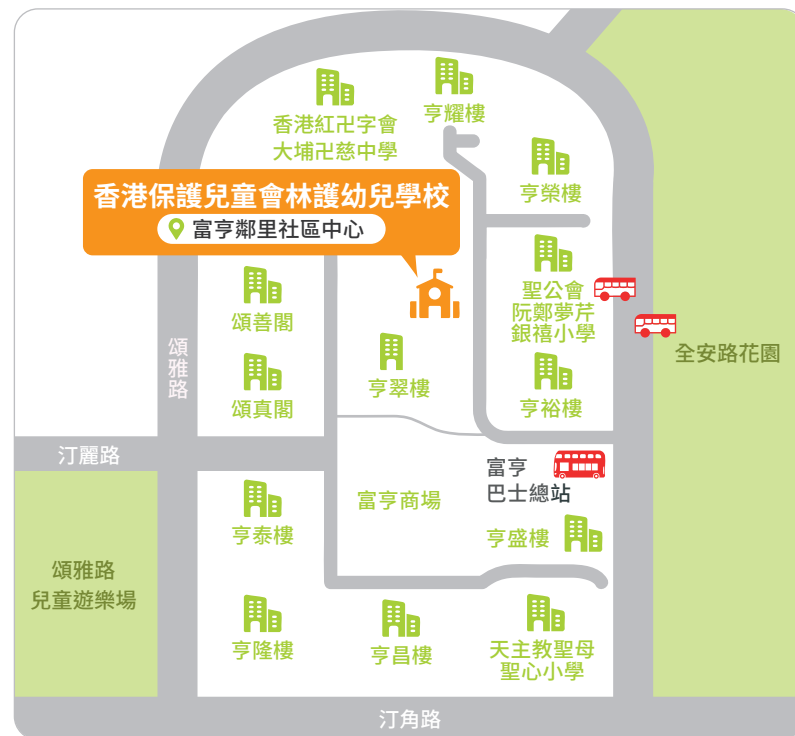 亨耀樓
香港紅卍字會
大埔卍慈中學
亨榮樓
香港保護兒童會林護幼兒學校
富亨鄰里社區中心
聖公會
阮鄭夢芹
銀禧小學
頌善閣
頌雅路
全安路花園
亨翠樓
頌真閣
亨裕樓
汀麗路
富亨
巴士總站
富亨商場
亨泰樓
亨盛樓
頌雅路
兒童遊樂場
亨隆樓
亨昌樓
天主教聖母
聖心小學
汀角路